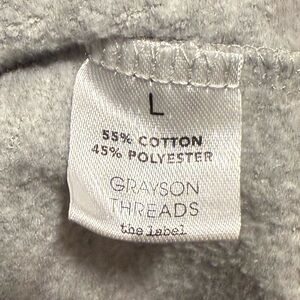 L
55% COTTON
45% POLYESTER
GRAYSON
THREADS
the label